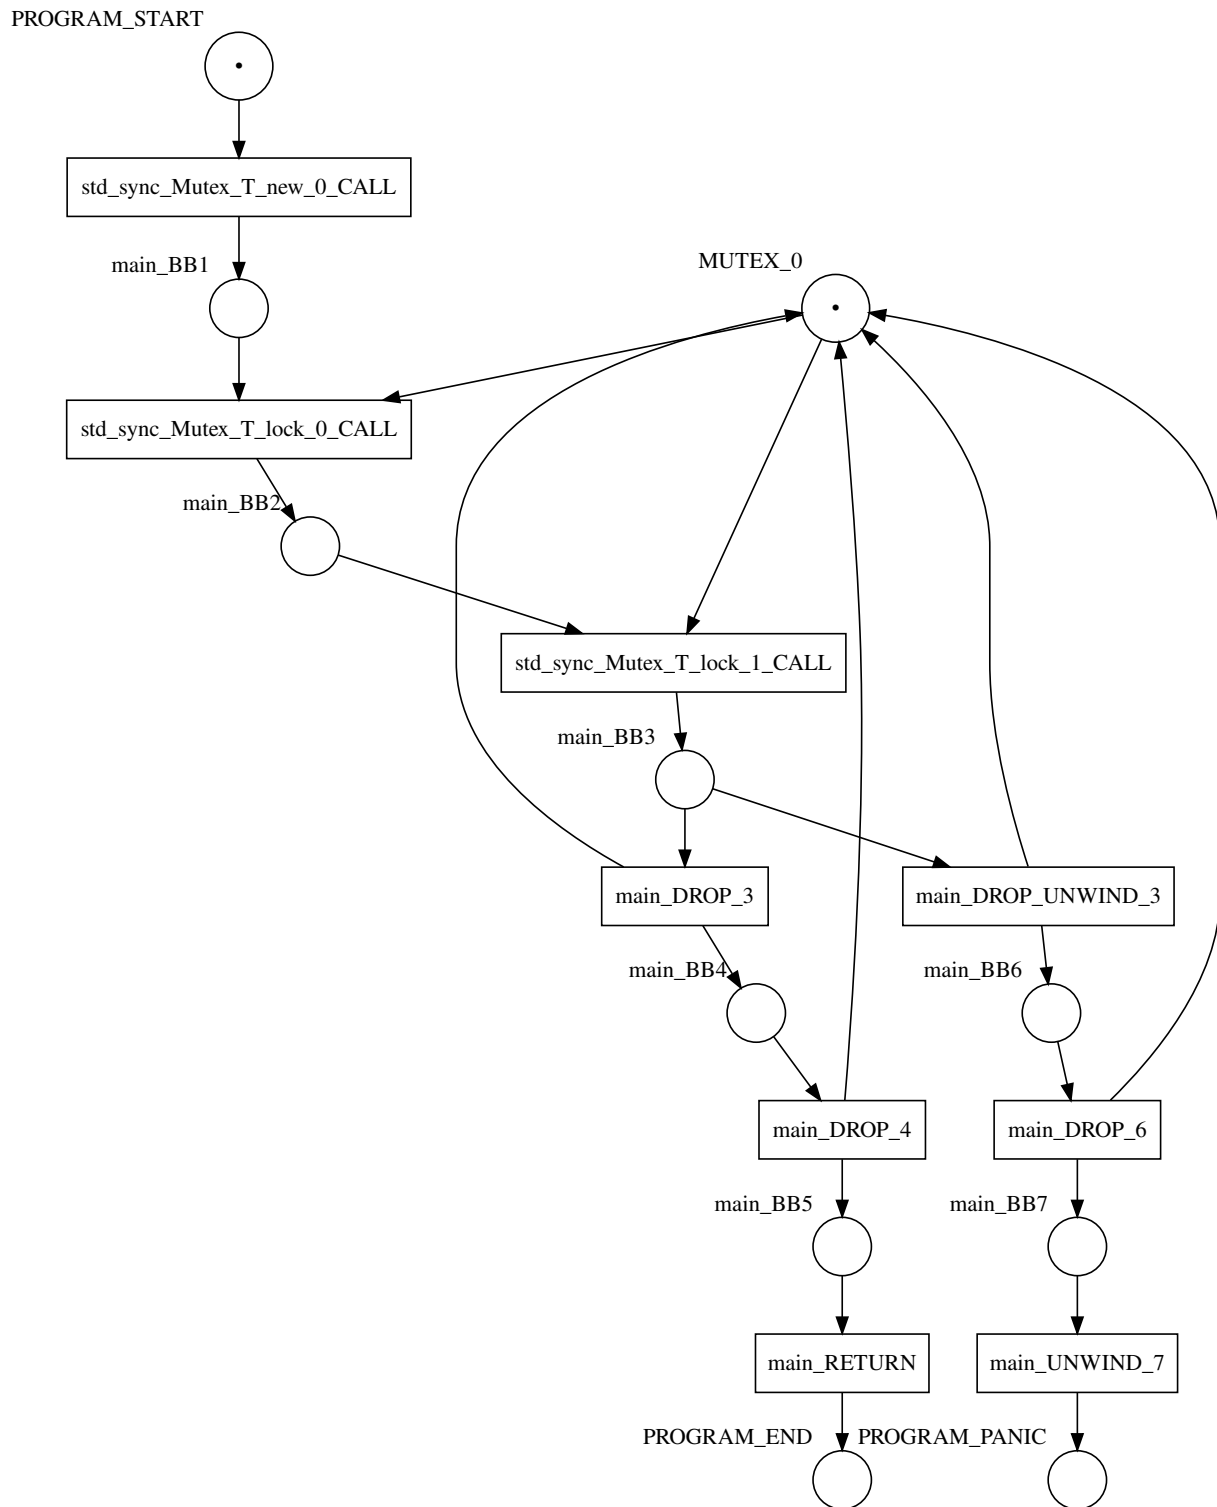 PROGRAM_START
std_sync_Mutex_T_new_0_CALL
main_BB1
MUTEX_0
std_sync_Mutex_T_lock_0_CALL
main_BB2
std_sync_Mutex_T_lock_1_CALL
main_BB3
main_DROP_3
main_DROP_UNWIND_3
main_BB4
main_BB6
main_DROP_4
main_DROP_6
main_BB5
main_BB7
main_RETURN
main_UNWIND_7
PROGRAM_END
PROGRAM_PANIC